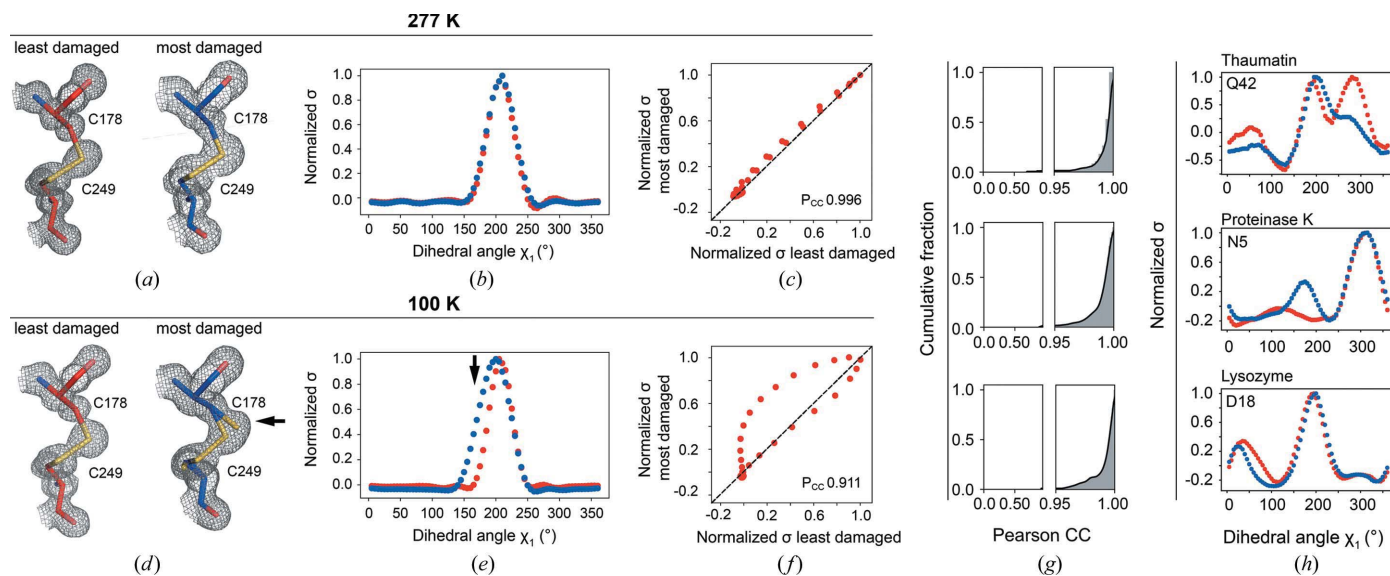 277 K
least damaged
most damaged
C178
C249
C178
C249
(a)
Normalized σ
1.0
0.8
0.6
0.4
0.2
0.0
0 50 100 150 200 250 300 350
Dihedral angle χ1 (°)
(b)
Normalized σ
most damaged
1.0
0.6
0.2
-0.2
PCC 0.996
-0.2 0.2 0.6 1.0
Normalized σ least damaged
(c)
100 K
least damaged
most damaged
C178
C249
C178
C249
(d)
Normalized σ
1.0
0.8
0.6
0.4
0.2
0.0
0 50 100 150 200 250 300 350
Dihedral angle χ1 (°)
(e)
Normalized σ
most damaged
1.0
0.6
0.2
-0.2
PCC 0.911
-0.2 0.2 0.6 1.0
Normalized σ least damaged
(f)
Cumulative fraction
1.0
0.5
0.0
0.0 0.50 0.95 1.00
1.0
0.5
0.0
0.0 0.50 0.95 1.00
1.0
0.5
0.0
0.0 0.50 0.95 1.00
Pearson CC
(g)
Normalized σ
Thaumatin
Q42
1.0
0.5
0.0
-0.5
0 100 200 300
Proteinase K
N5
1.0
0.6
0.2
-0.2
0 100 200 300
Lysozyme
D18
1.0
0.6
0.2
-0.2
0 100 200 300
Dihedral angle χ1 (°)
(h)